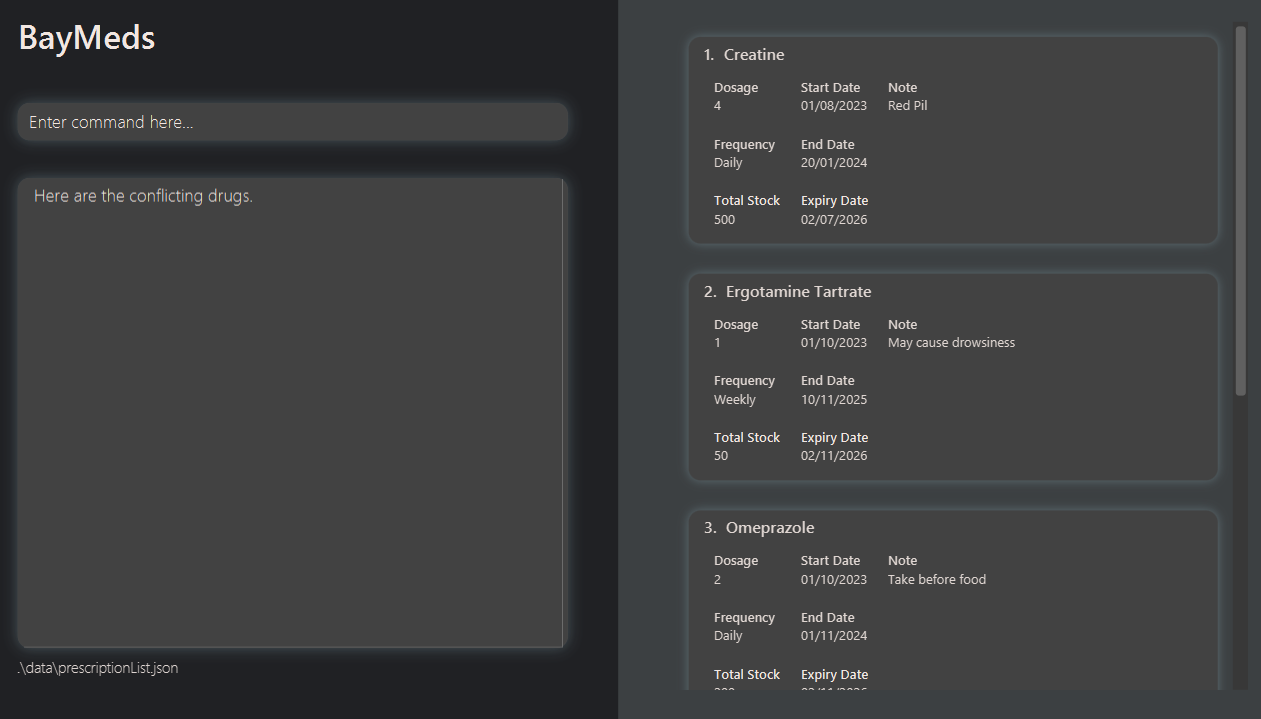 BayMeds
Enter command here...
Here are the conflicting drugs.
.\data\prescriptionList.json
1. Creatine
Dosage Start Date Note
4 01/08/2023 Red Pil
Frequency End Date
Daily 20/01/2024
Total Stock Expiry Date
500 02/07/2026
2. Ergotamine Tartrate
Dosage Start Date Note
1 01/10/2023 May cause drowsiness
Frequency End Date
Weekly 10/11/2025
Total Stock Expiry Date
50 02/11/2026
3. Omeprazole
Dosage Start Date Note
2 01/10/2023 Take before food
Frequency End Date
Daily 01/11/2024
Total Stock Expiry Date